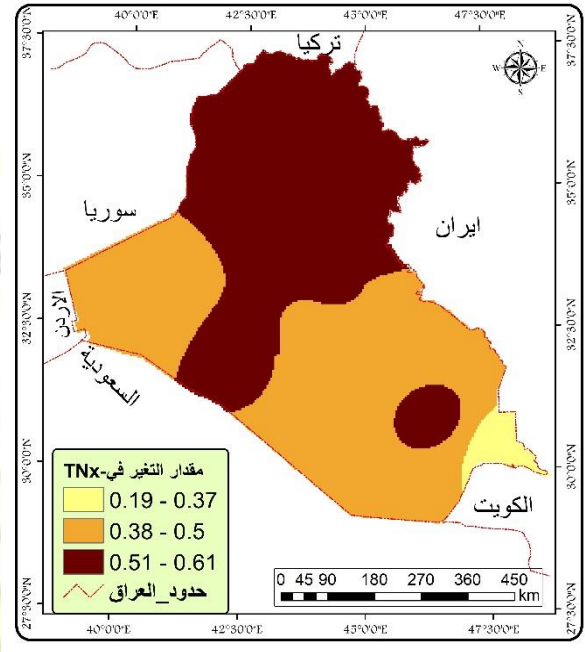 40°0'0"E 42°30'0"E 45°0'0"E 47°30'0"E
37°30'0"N
37°30'0"N
35°0'0"N
35°0'0"N
32°30'0"N
32°30'0"N
30°0'0"N
30°0'0"N
27°30'0"N
27°30'0"N
N
W E
S
تركيا
سوريا
ايران
الاردن
السعودية
الكويت
مقدار التغير في-TNx
0.19 - 0.37
0.38 - 0.5
0.51 - 0.61
حدود_العراق
0 45 90 180 270 360 450
km
40°0'0"E 42°30'0"E 45°0'0"E 47°30'0"E